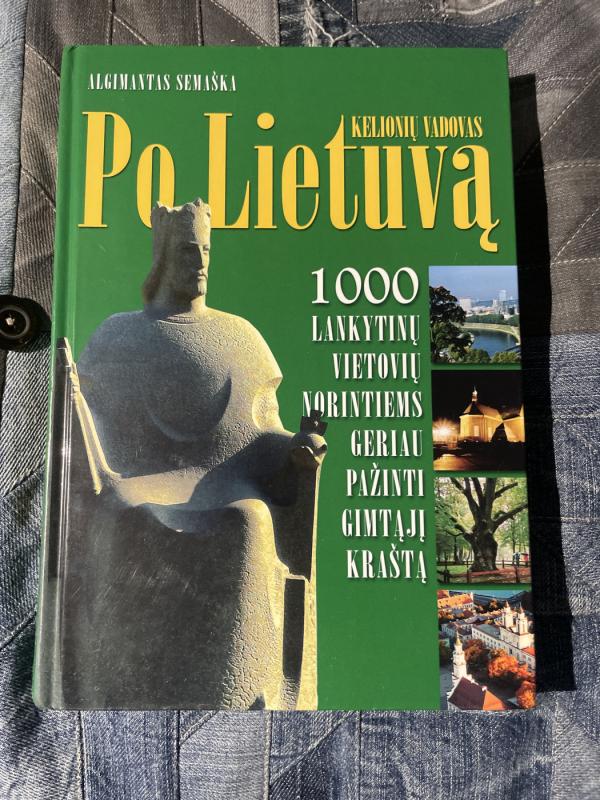 ALGIMANTAS SEMAŠKA
KELIONIŲ VADOVAS
Po Lietuvą
1000
LANKYTINŲ
VIETOVIŲ
NORINTIEMS
GERIAU
PAŽINTI
GIMTĄJĮ
KRAŠTĄ